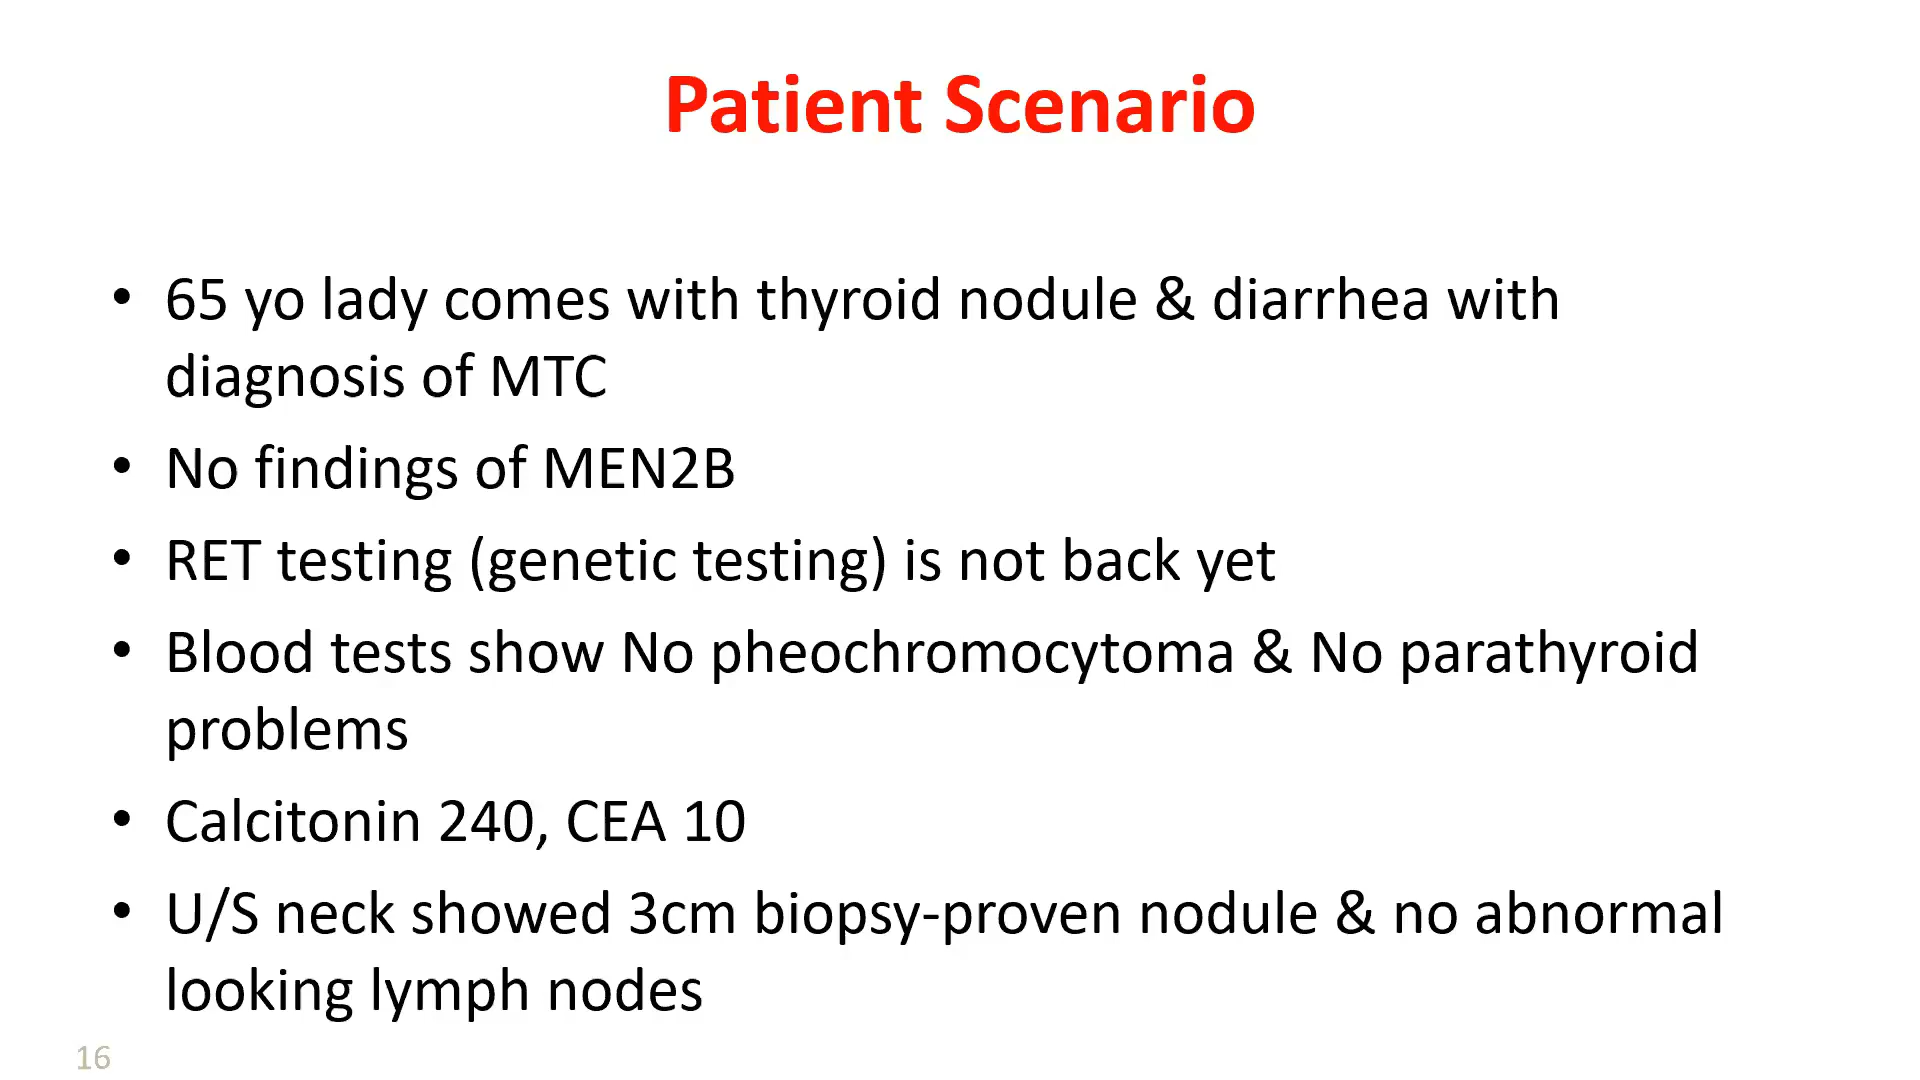 Patient Scenario
• 65 yo lady comes with thyroid nodule & diarrhea with
diagnosis of MTC
• No findings of MEN2B
• RET testing (genetic testing) is not back yet
• Blood tests show No pheochromocytoma & No parathyroid
problems
• Calcitonin 240, CEA 10
• U/S neck showed 3cm biopsy-proven nodule & no abnormal
looking lymph nodes
16